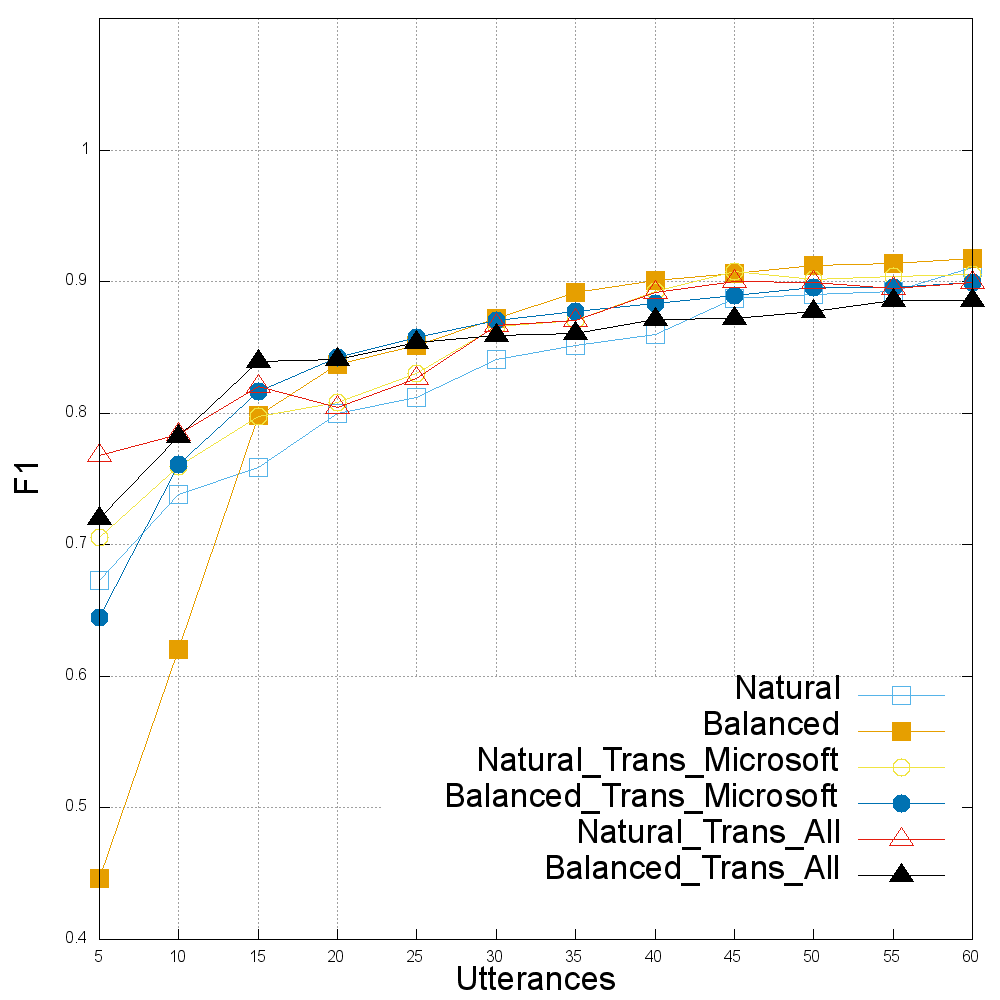 1
0.9
0.8
0.7
0.6
0.5
0.4
F1
Natural
Balanced
Natural_Trans_Microsoft
Balanced_Trans_Microsoft
Natural_Trans_All
Balanced_Trans_All
5 10 15 20 25 30 35 40 45 50 55 60
Utterances